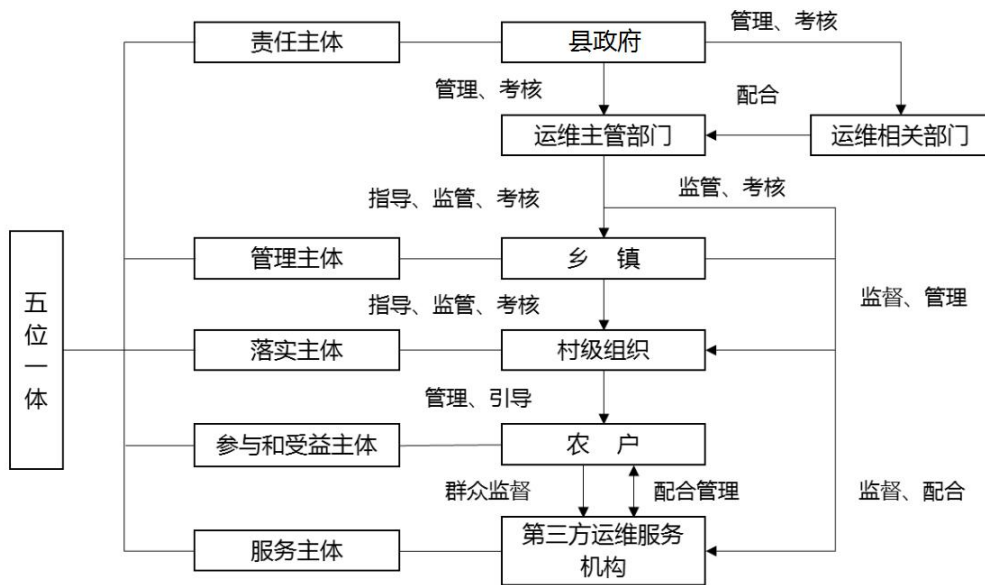 责任主体
县政府
管理、考核
管理、考核
配合
运维主管部门
运维相关部门
指导、监管、考核
监管、考核
管理主体
乡 镇
五位一体
指导、监管、考核
监督、管理
落实主体
村级组织
管理、引导
参与和受益主体
农 户
群众监督
配合管理
监督、配合
服务主体
第三方运维服务
机构